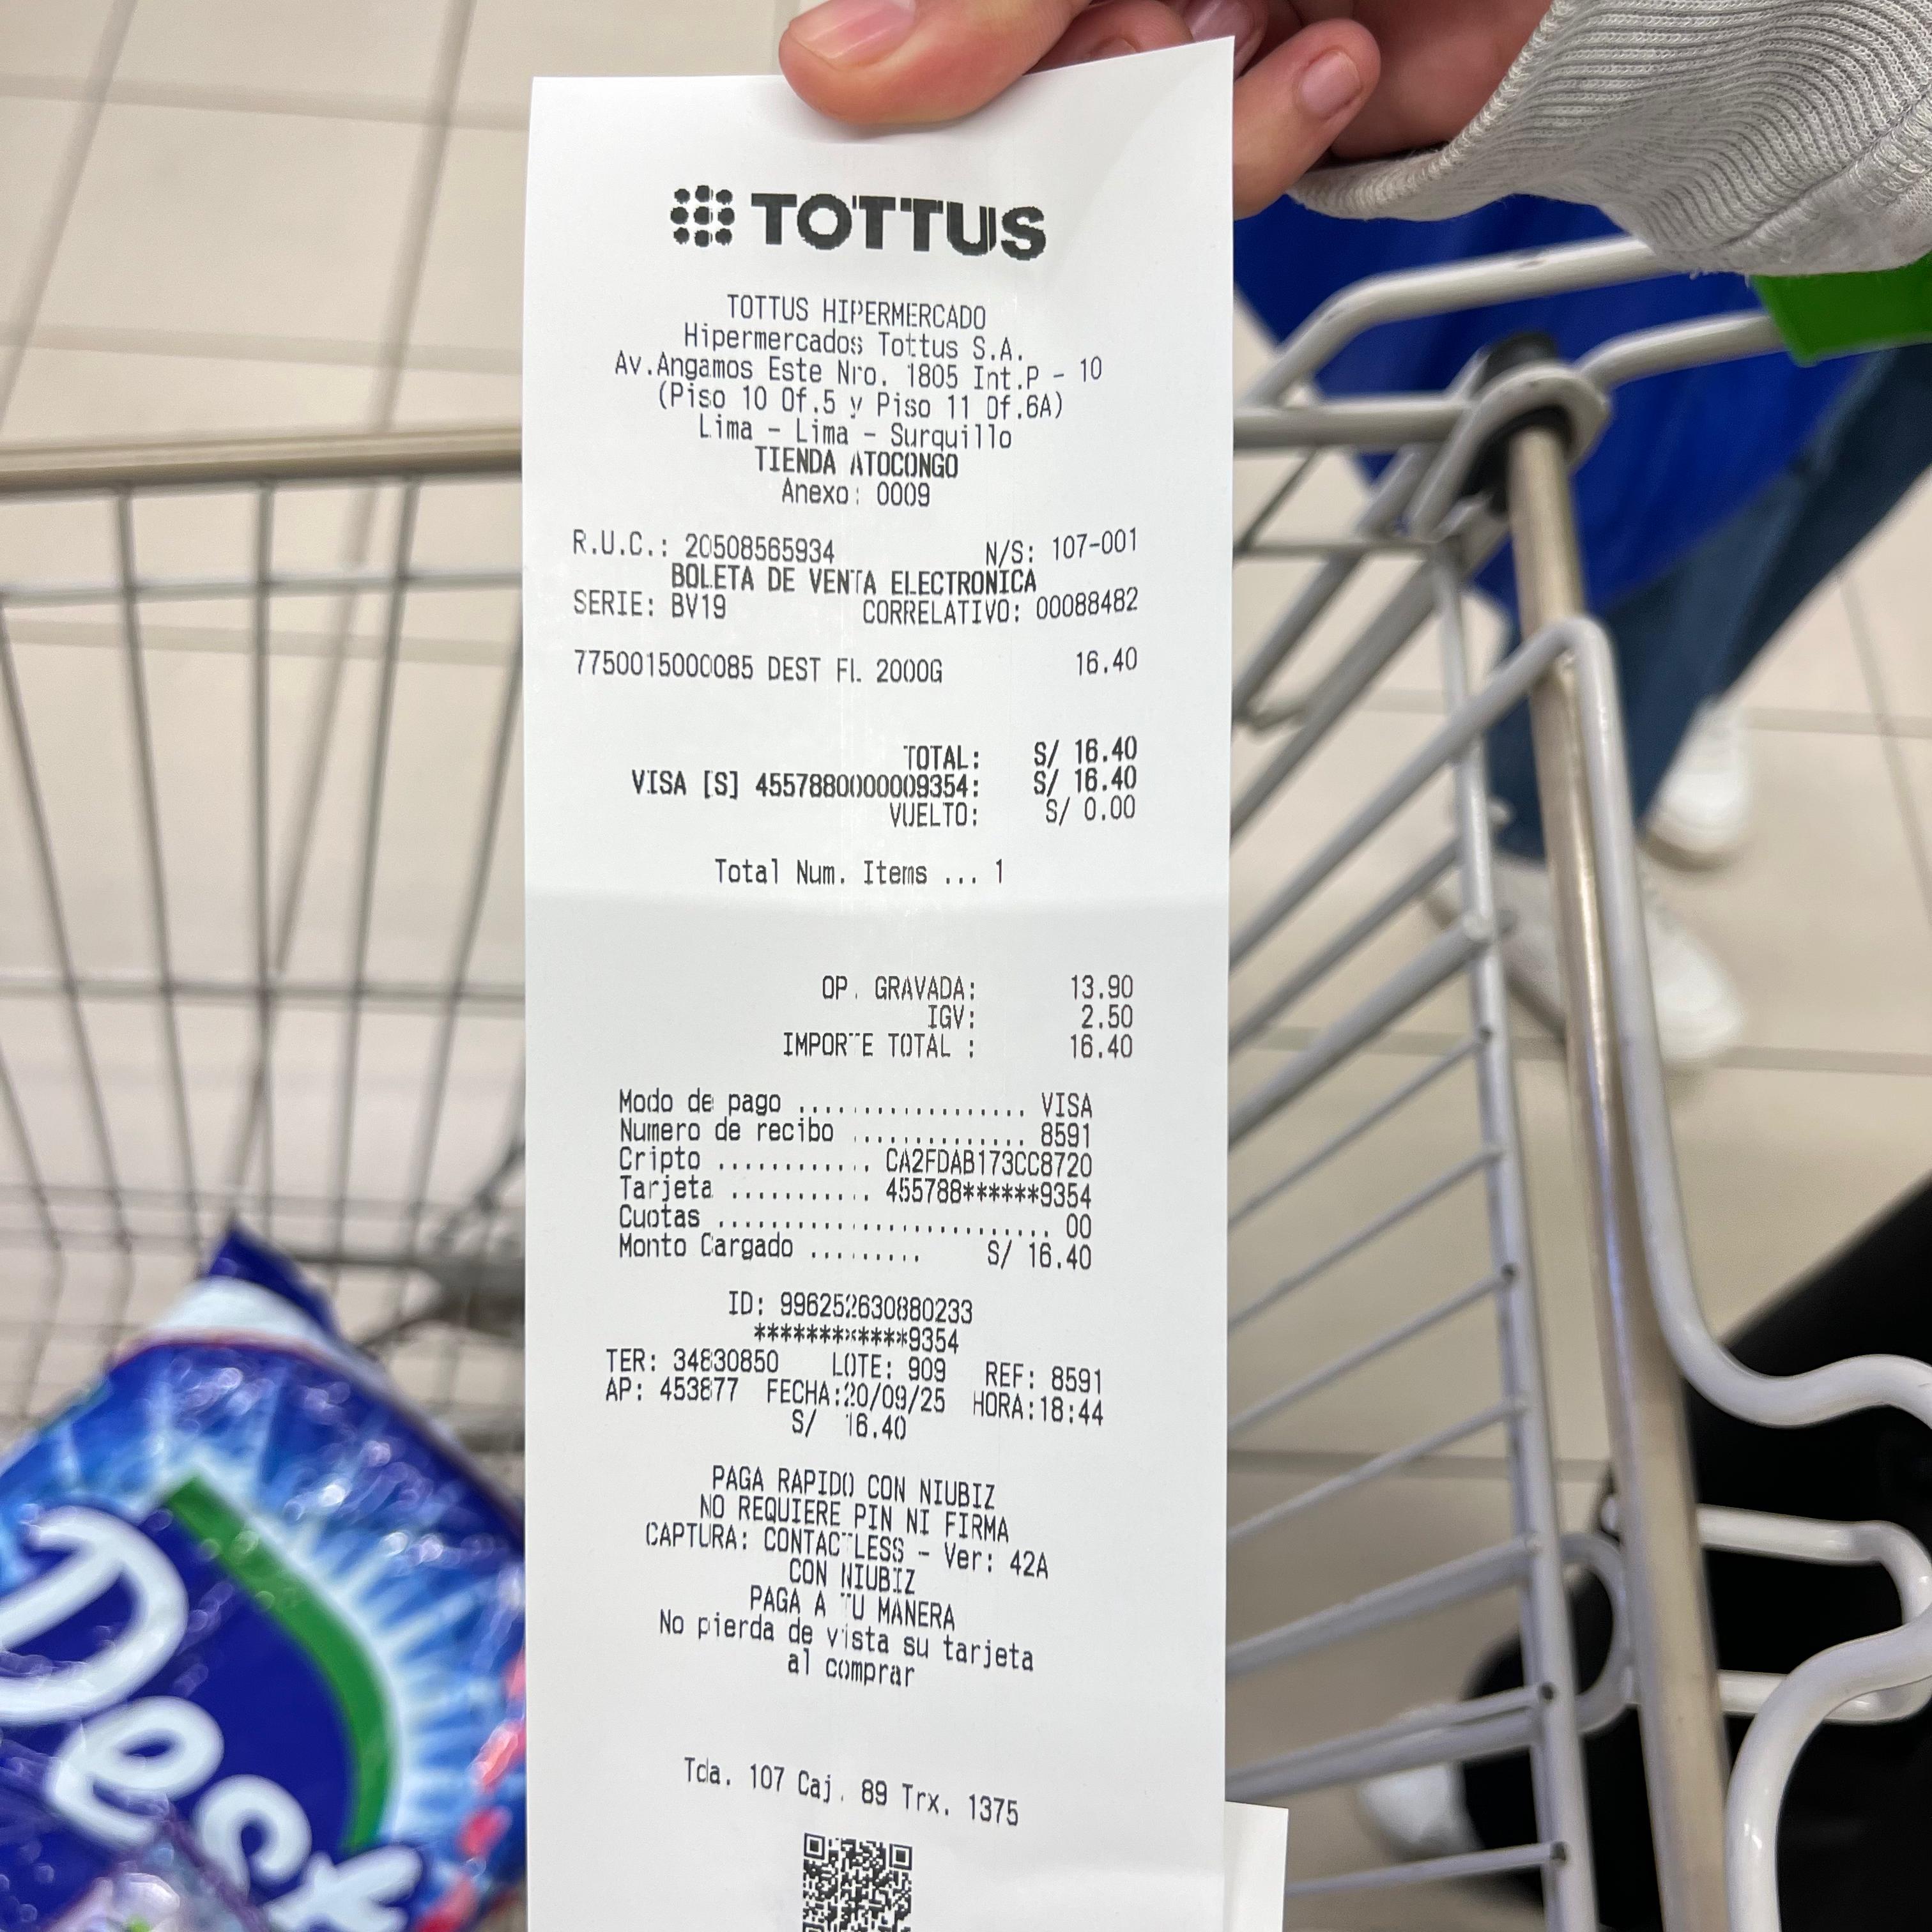 TOTTUS
TOTTUS HIPERMERCADO
Hipermercados Tottus S.A.
Av.Angamos Este Nro. 1805 Int.P - 10
(Piso 10 Of.5 y Piso 11 Of.6A)
Lima - Lima - Surquillo
TIENDA ATOCONGO
Anexo: 0009
R.U.C.: 20508565934 N/S: 107-001
BOLETA DE VENTA ELECTRONICA
SERIE: BV19 CORRELATIVO: 00088482
7750015000085 DEST FL 2000G 16.40
TOTAL: S/ 16.40
VISA [S] 4557880000009354: S/ 16.40
VUELTO: S/ 0.00
Total Num. Items ... 1
OP. GRAVADA: 13.90
IGV: 2.50
IMPORTE TOTAL : 16.40
Modo de pago .................. VISA
Numero de recibo .............. 8591
Cripto ............ CA2FDAB173CC8720
Tarjeta ........... 455788******9354
Cuotas .......................... 00
Monto Cargado ......... S/ 16.40
ID: 996252630880233
************9354
TER: 34830850 LOTE: 909 REF: 8591
AP: 453877 FECHA:20/09/25 HORA:18:44
S/ 16.40
PAGA RAPIDO CON NIUBIZ
NO REQUIERE PIN NI FIRMA
CAPTURA: CONTACTLESS - Ver: 42A
CON NIUBIZ
PAGA A TU MANERA
No pierda de vista su tarjeta
al comprar
Tda. 107 Caj. 89 Trx. 1375
Dest